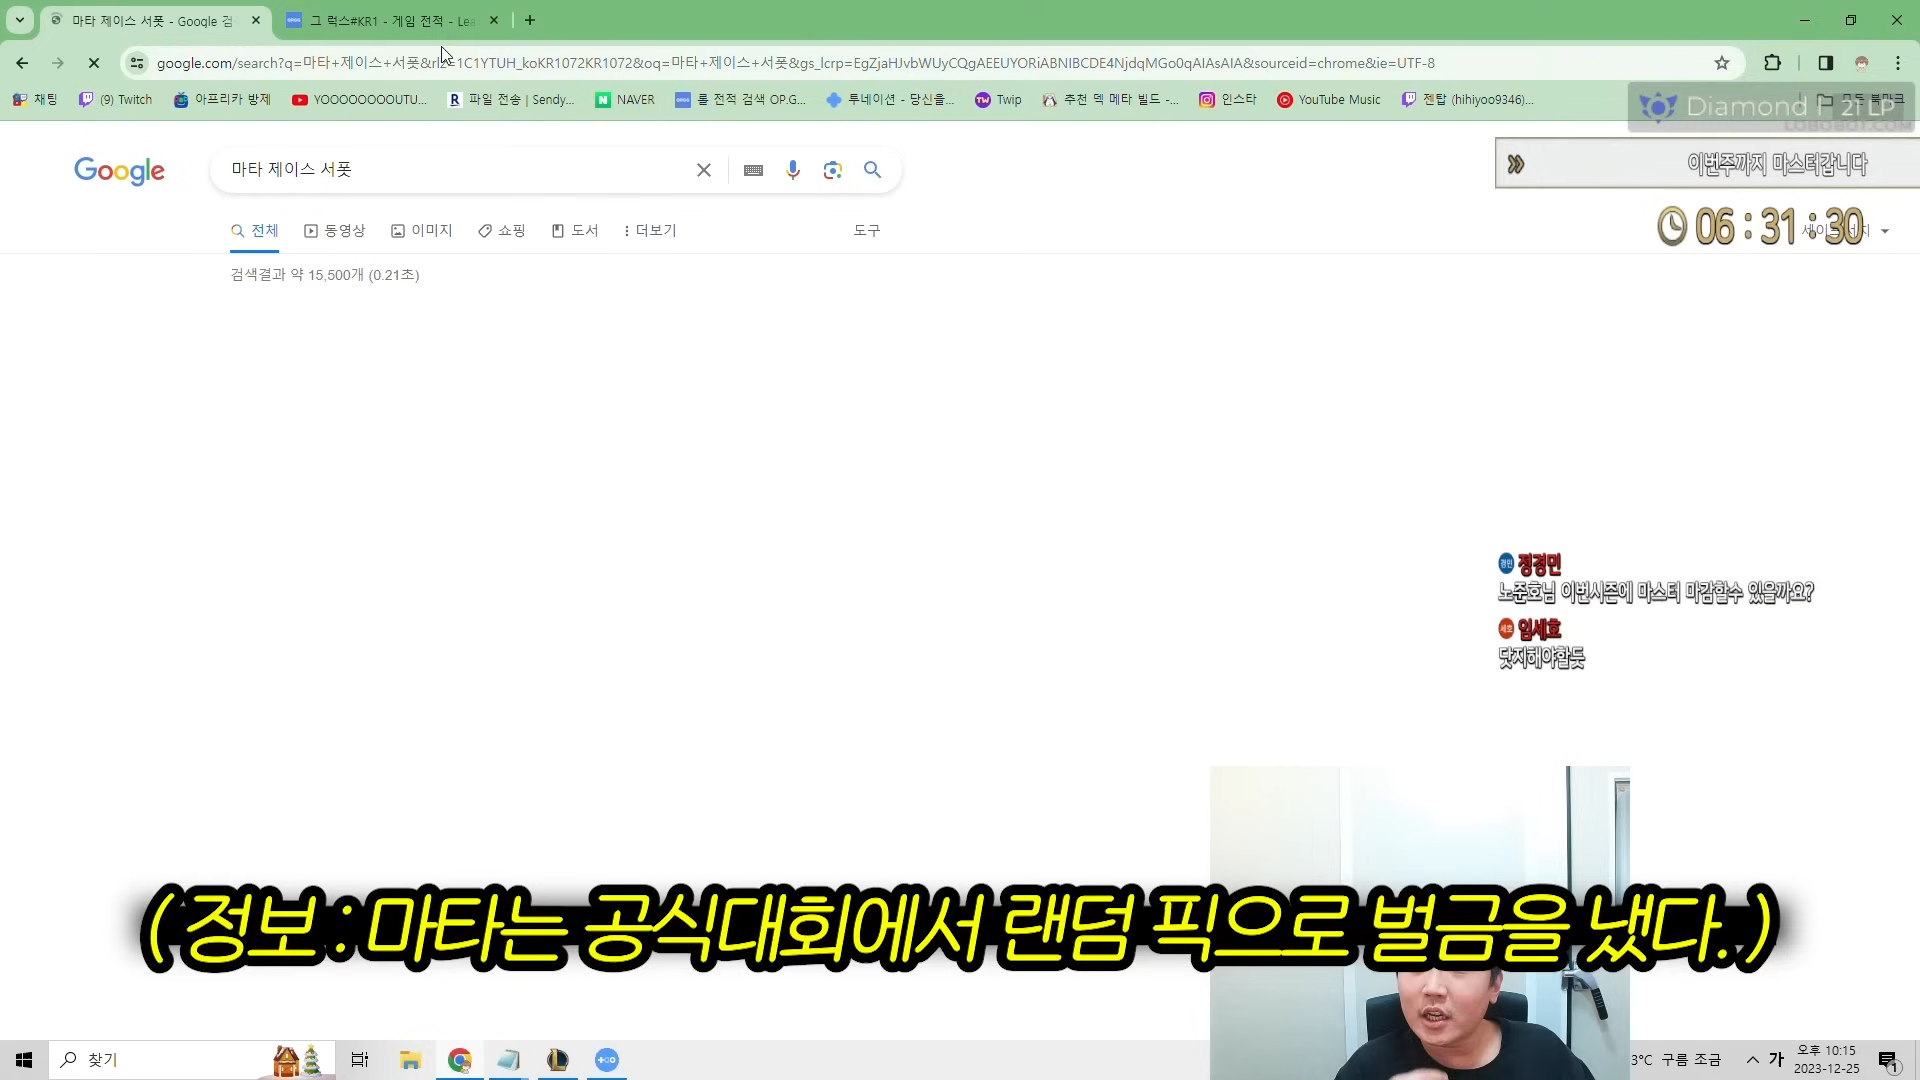 마타 제이스 서폿 - Google 검
그 럭스#KR1 - 게임 전적 - Lea
google.com/search?q=마타+제이스+서폿&rlz=1C1YTUH_koKR1072KR1072&oq=마타+제이스+서폿&gs_lcrp=EgZjaHJvbWUyCQgAEEUYORiABNIBCDE4NjdqMGo0qAIAsAIA&sourceid=chrome&ie=UTF-8
채팅
(9) Twitch
아프리카 방제
YOOOOOOOOUTU...
파일 전송 | Sendy...
NAVER
롤 전적 검색 OP.G...
투네이션 - 당신을...
Twip
추천 덱 메타 빌드 -...
인스타
YouTube Music
젠탑 (hihiyoo9346)...
모든 북마크
Diamond I 21 LP
LOBOBOT.COM
Google
마타 제이스 서폿
이번주까지 마스터갑니다
전체
동영상
이미지
쇼핑
도서
더보기
도구
06:31:30
검색결과 약 15,500개 (0.21초)
정경민
노준호님 이번시즌에 마스터 마감할수 있을까요?
임세호
닷지해야할듯
( 정보 : 마타는 공식대회에서 랜덤 픽으로 벌금을 냈다. )
찾기
3°C 구름 조금
가
오후 10:15
2023-12-25
1